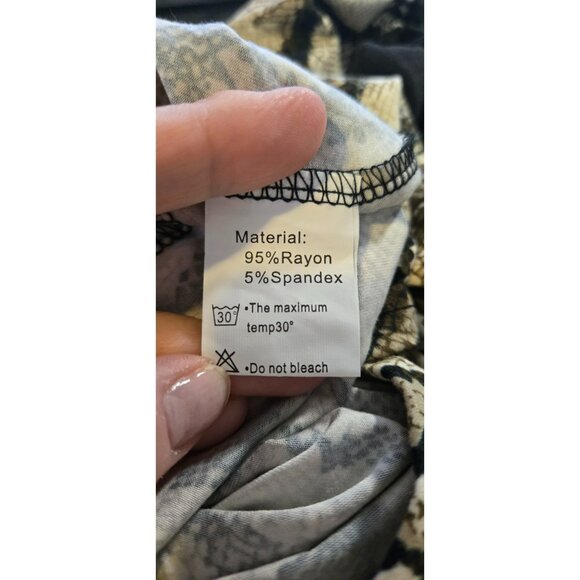 Material:
95%Rayon
5%Spandex
30° •The maximum
temp30°
•Do not bleach